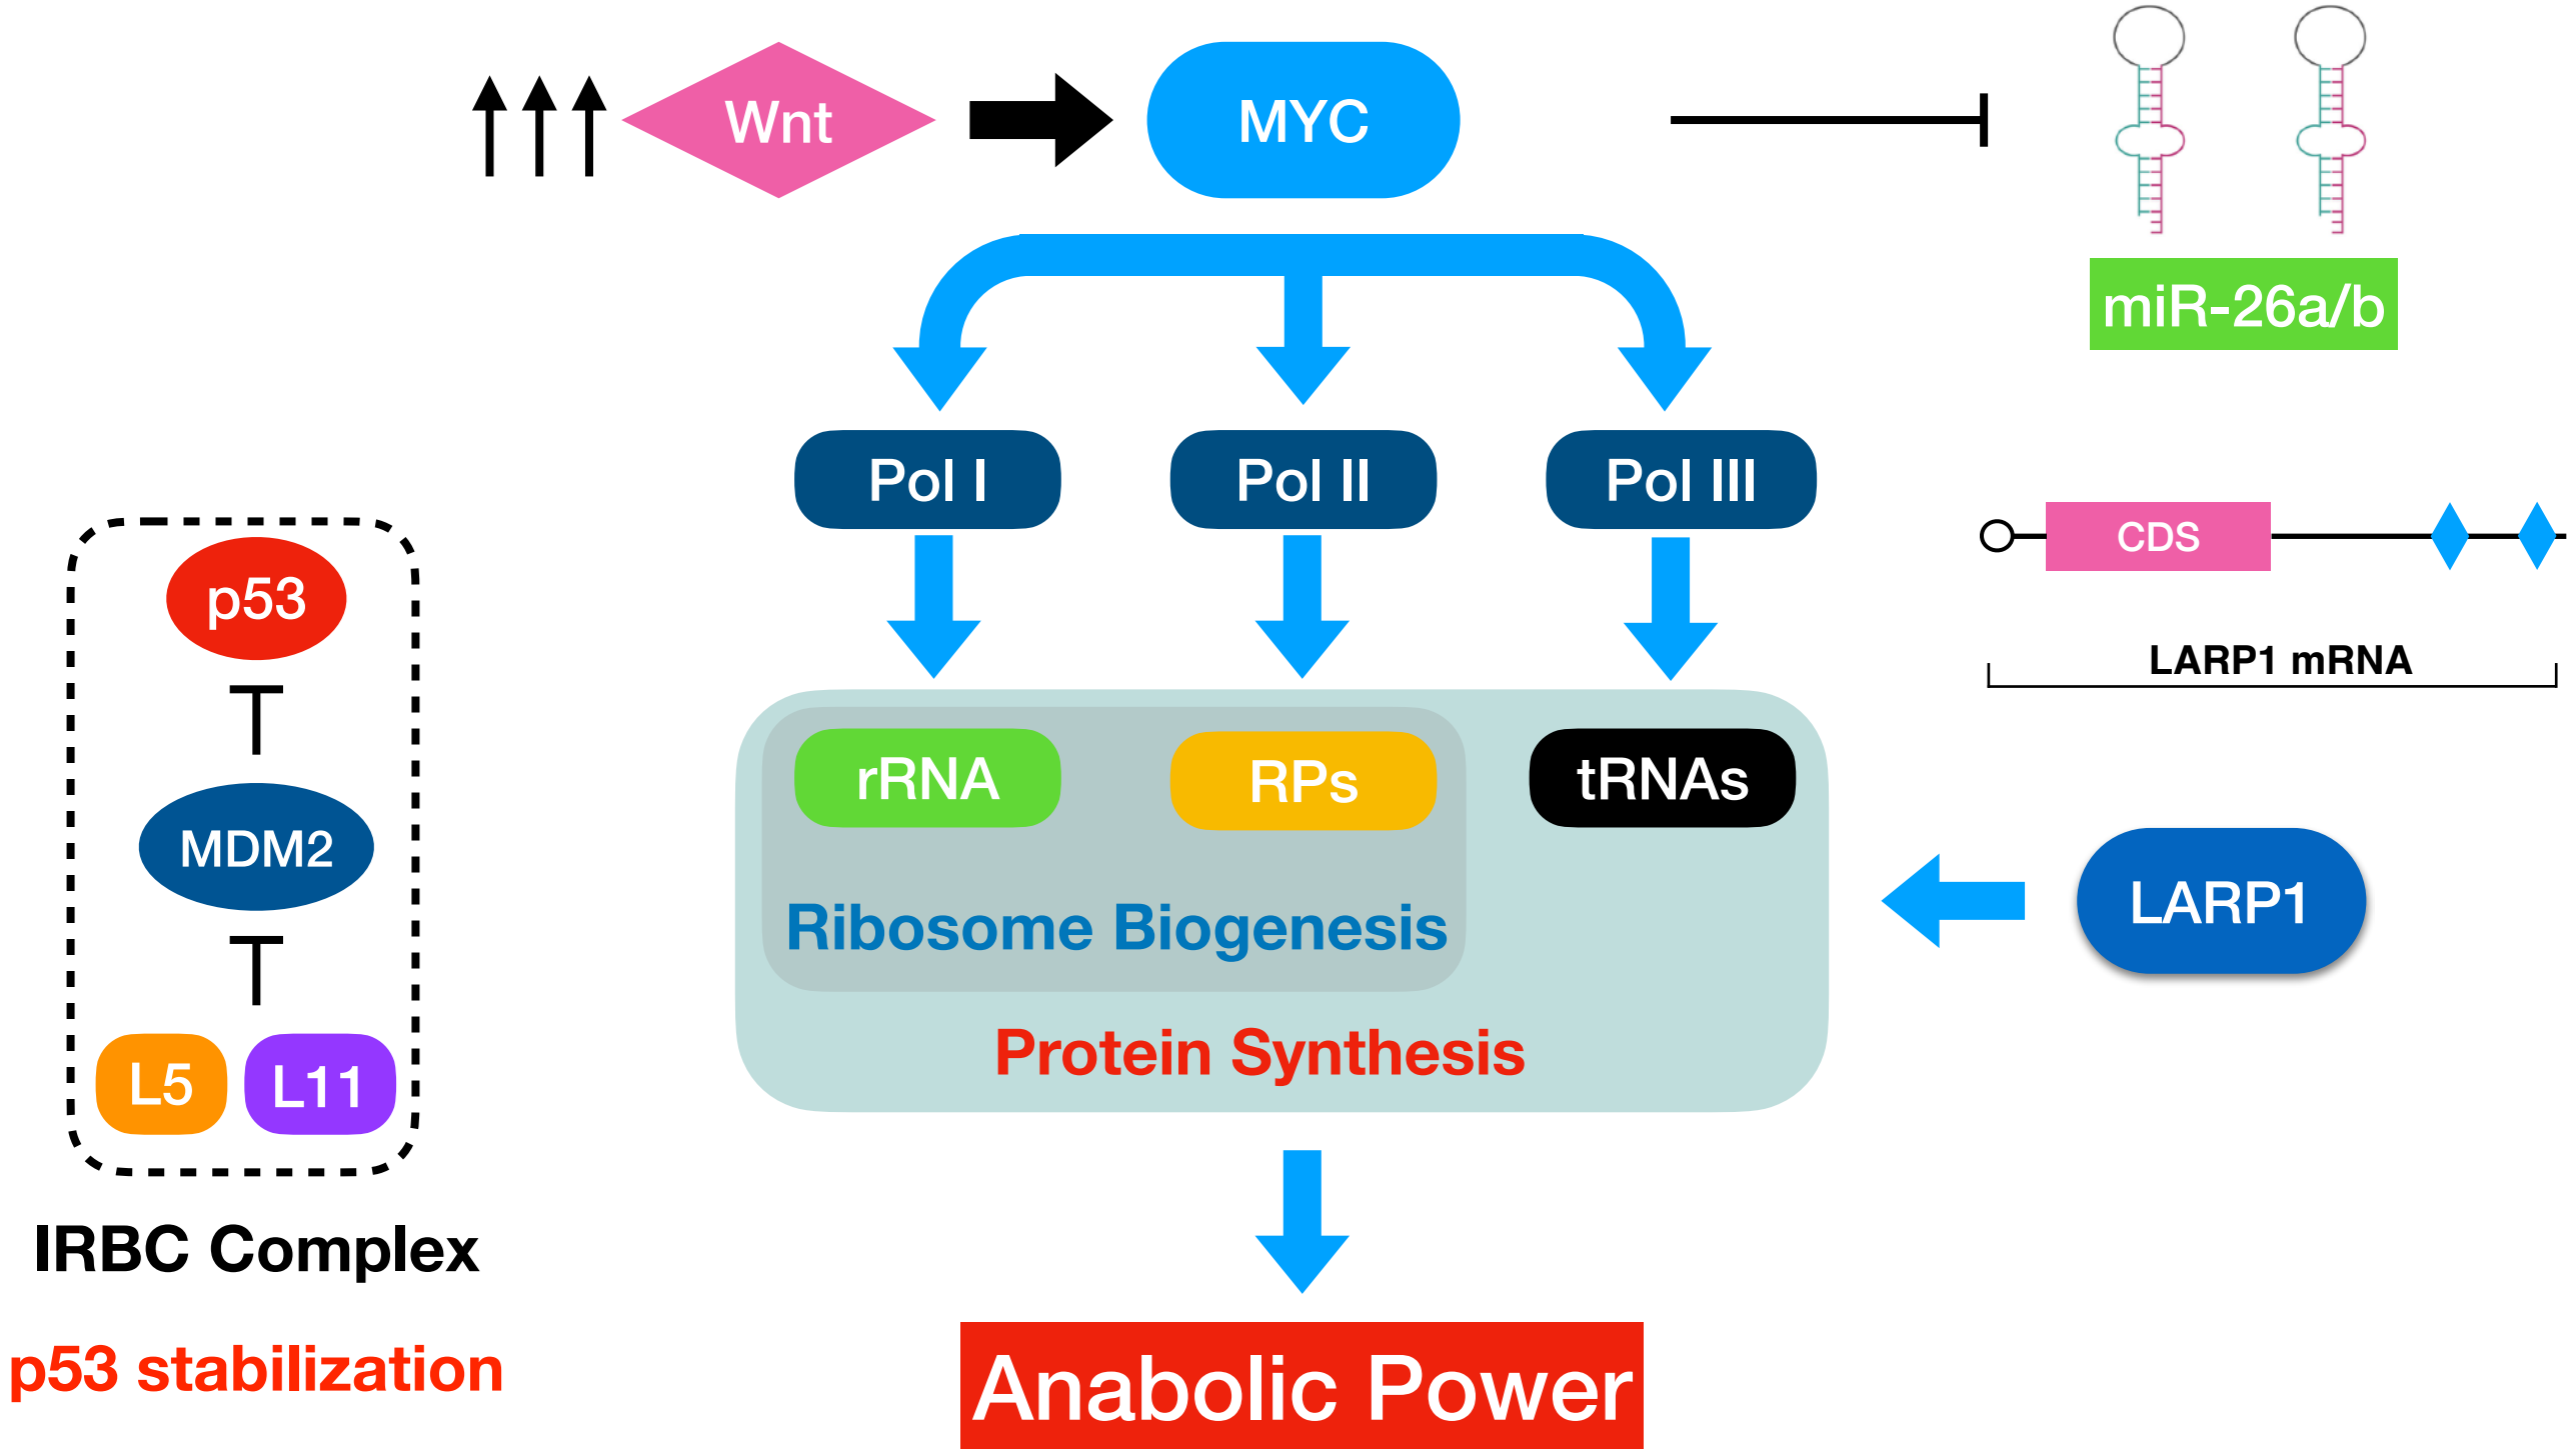 Wnt
MYC
miR-26a/b
Pol I
Pol II
Pol III
CDS
LARP1 mRNA
p53
MDM2
L5
L11
IRBC Complex
p53 stabilization
rRNA
RPs
tRNAs
Ribosome Biogenesis
Protein Synthesis
LARP1
Anabolic Power